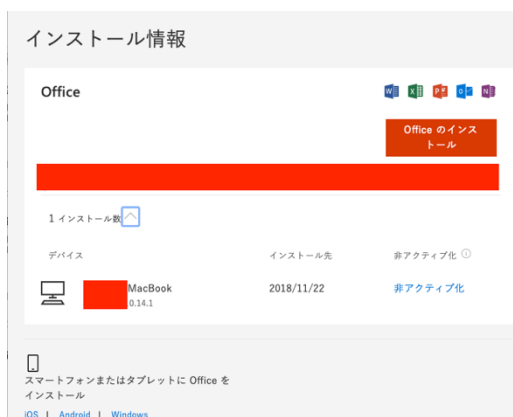 インストール情報
Office
Office のインス
トール
1 インストール数
デバイス インストール先 非アクティブ化
MacBook 2018/11/22 非アクティブ化
0.14.1
スマートフォンまたはタブレットに Office を
インストール
iOS | Android | Windows